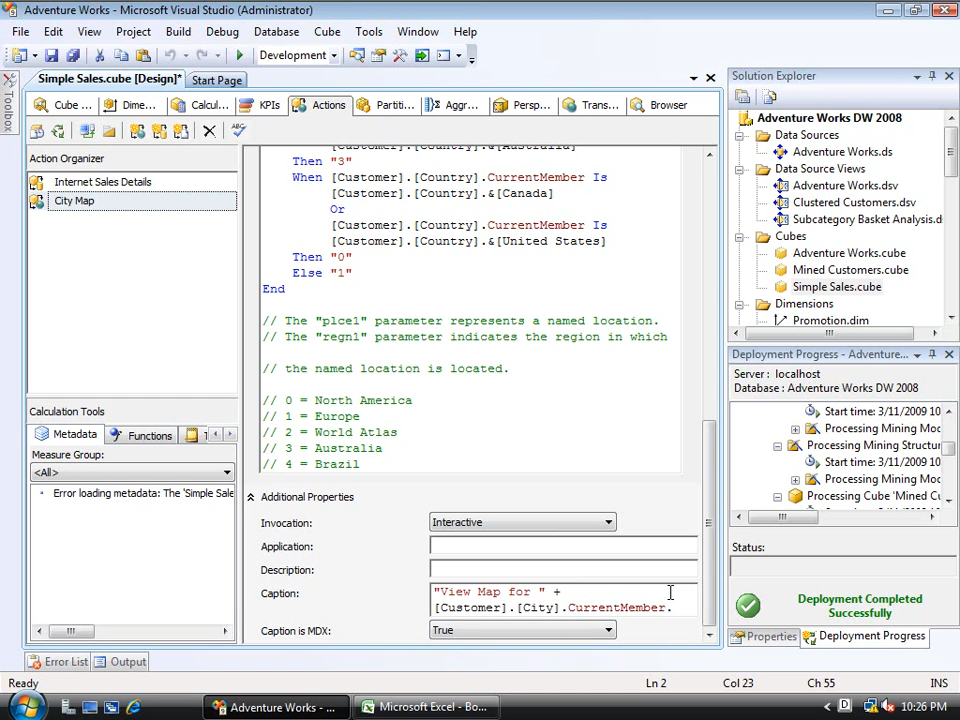 Adventure Works - Microsoft Visual Studio (Administrator)
File Edit View Project Build Debug Database Cube Tools Window Help
Development
Simple Sales.cube [Design]* Start Page
Cube ... Dime... Calcul... KPIs Actions Partiti... Aggr... Persp... Trans... Browser
Toolbox
Action Organizer
Internet Sales Details
City Map
Calculation Tools
Metadata Functions
Measure Group:
<All>
Error loading metadata: The 'Simple Sale
[Customer].[Country].&[Australia]
Then "3"
When [Customer].[Country].CurrentMember Is
[Customer].[Country].&[Canada]
Or
[Customer].[Country].CurrentMember Is
[Customer].[Country].&[United States]
Then "0"
Else "1"
End
// The "plce1" parameter represents a named location.
// The "regn1" parameter indicates the region in which
// the named location is located.
// 0 = North America
// 1 = Europe
// 2 = World Atlas
// 3 = Australia
// 4 = Brazil
Additional Properties
Invocation: Interactive
Application:
Description:
Caption: "View Map for " +
[Customer].[City].CurrentMember.
Caption is MDX: True
Solution Explorer
Adventure Works DW 2008
Data Sources
Adventure Works.ds
Data Source Views
Adventure Works.dsv
Clustered Customers.dsv
Subcategory Basket Analysis.d
Cubes
Adventure Works.cube
Mined Customers.cube
Simple Sales.cube
Dimensions
Promotion.dim
Deployment Progress - Adventure...
Server : localhost
Database : Adventure Works DW 2008
Start time: 3/11/2009 10
Processing Mining Moc
Processing Mining Structur
Start time: 3/11/2009 10
Processing Mining Moc
Processing Cube 'Mined Cu
Status:
Deployment Completed
Successfully
Properties Deployment Progress
Error List Output
Ready Ln 2 Col 23 Ch 55 INS
Adventure Works - ... Microsoft Excel - Bo... D 10:26 PM